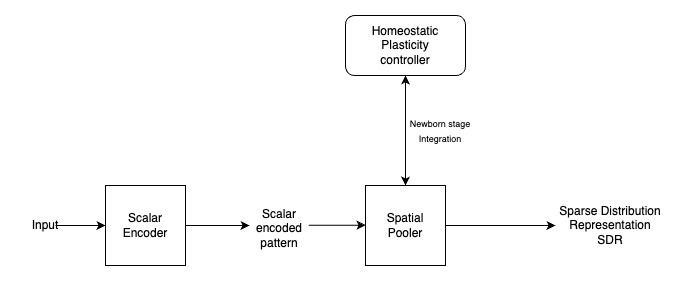 Homeostatic
Plasticity
controller
Newborn stage
Integration
Input
Scalar
Encoder
Scalar
encoded
pattern
Spatial
Pooler
Sparse Distribution
Representation
SDR